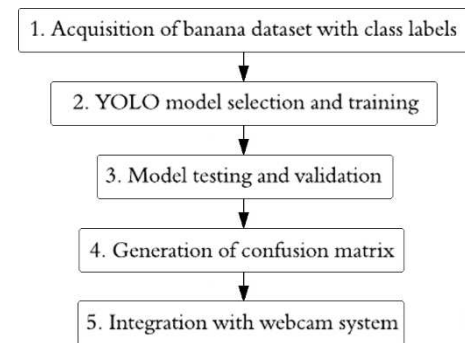 1. Acquisition of banana dataset with class labels
2. YOLO model selection and training
3. Model testing and validation
4. Generation of confusion matrix
5. Integration with webcam system